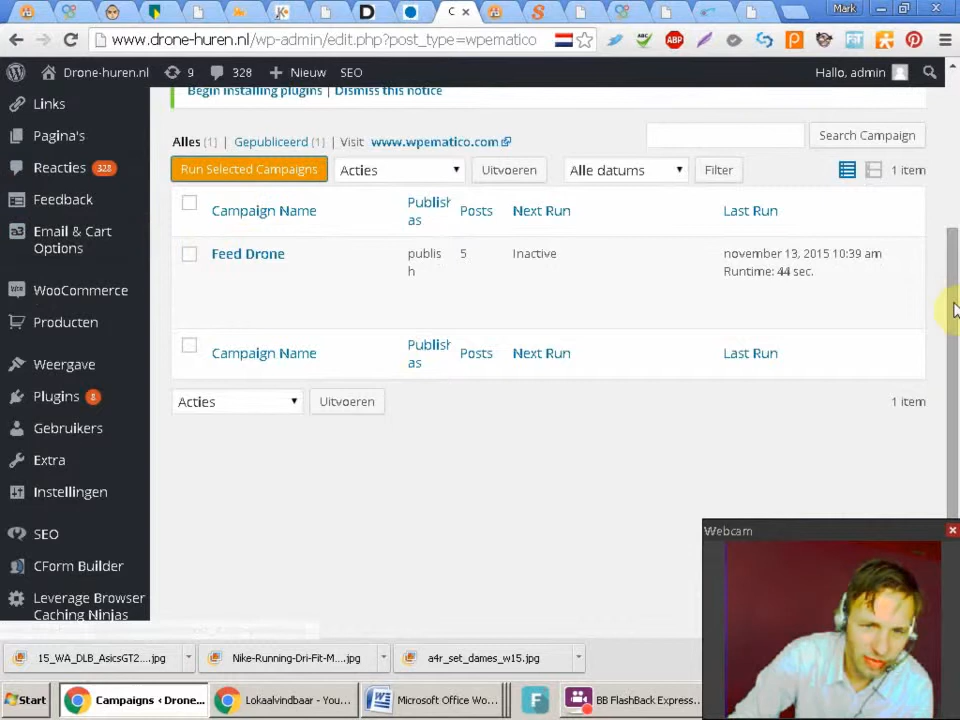 Mark
www.drone-huren.nl/wp-admin/edit.php?post_type=wpematico
Drone-huren.nl
9
328
Nieuw
SEO
Hallo, admin
Links
Pagina's
Reacties 328
Feedback
Email & Cart
Options
WooCommerce
Producten
Weergave
Plugins 8
Gebruikers
Extra
Instellingen
SEO
CForm Builder
Leverage Browser
Caching Ninjas
Begin installing plugins | Dismiss this notice
Alles (1) | Gepubliceerd (1) | Visit www.wpematico.com
Search Campaign
Run Selected Campaigns
Acties
Uitvoeren
Alle datums
Filter
1 item
Campaign Name
Publish
as
Posts
Next Run
Last Run
Feed Drone
publis
h
5
Inactive
november 13, 2015 10:39 am
Runtime: 44 sec.
Campaign Name
Publish
as
Posts
Next Run
Last Run
Acties
Uitvoeren
1 item
Webcam
15_WA_DLB_AsicsGT2....jpg
Nike-Running-Dri-Fit-M....jpg
a4r_set_dames_w15.jpg
Start
Campaigns ‹ Drone...
Lokaalvindbaar - You...
Microsoft Office Wo...
F
BB FlashBack Express...